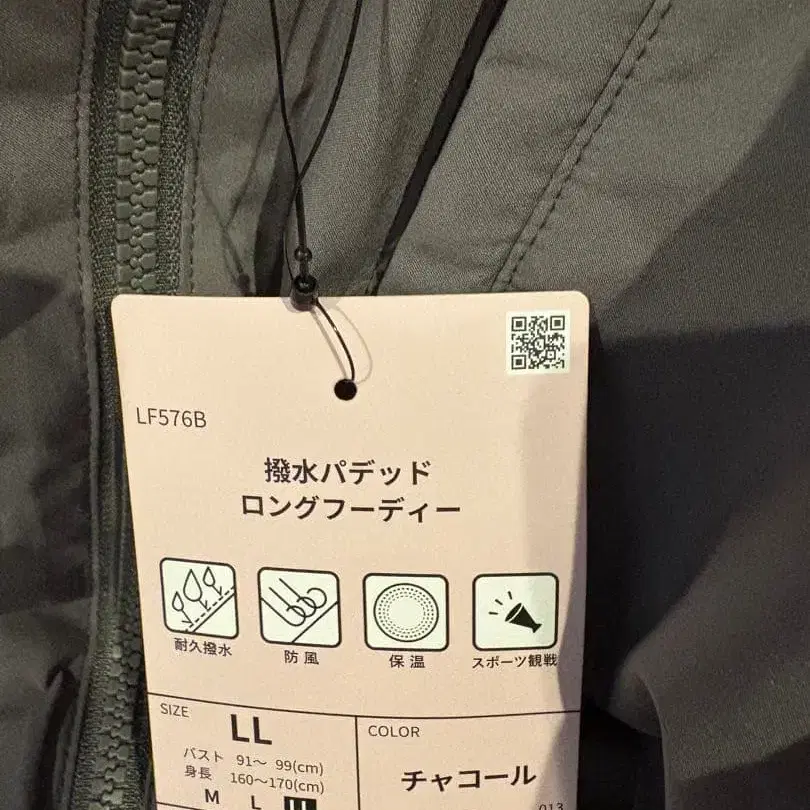 LF576B
撥水パデッド
ロングフーディー
耐久撥水
防風
保温
スポーツ観戦
SIZE
LL
バスト 91〜 99(cm)
身長 160〜170(cm)
M L LL
COLOR
チャコール
013